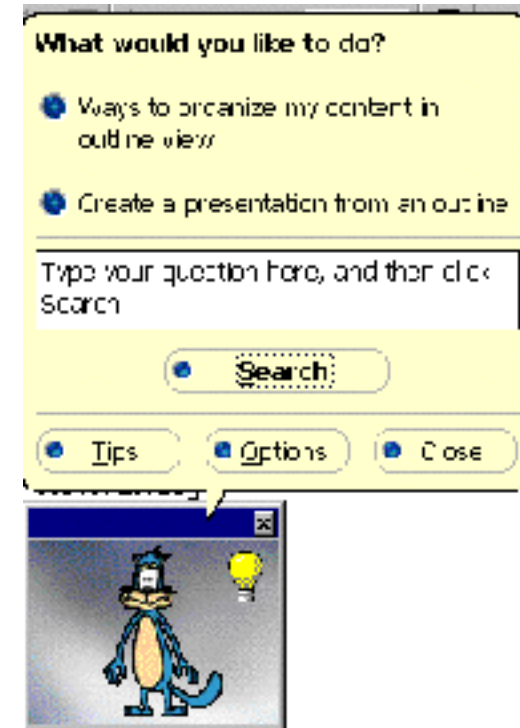 What would you like to do?
Ways to organize my content in
outline view
Create a presentation from an outline
Type your question here, and then click
Search
Search
Tips
Options
Close